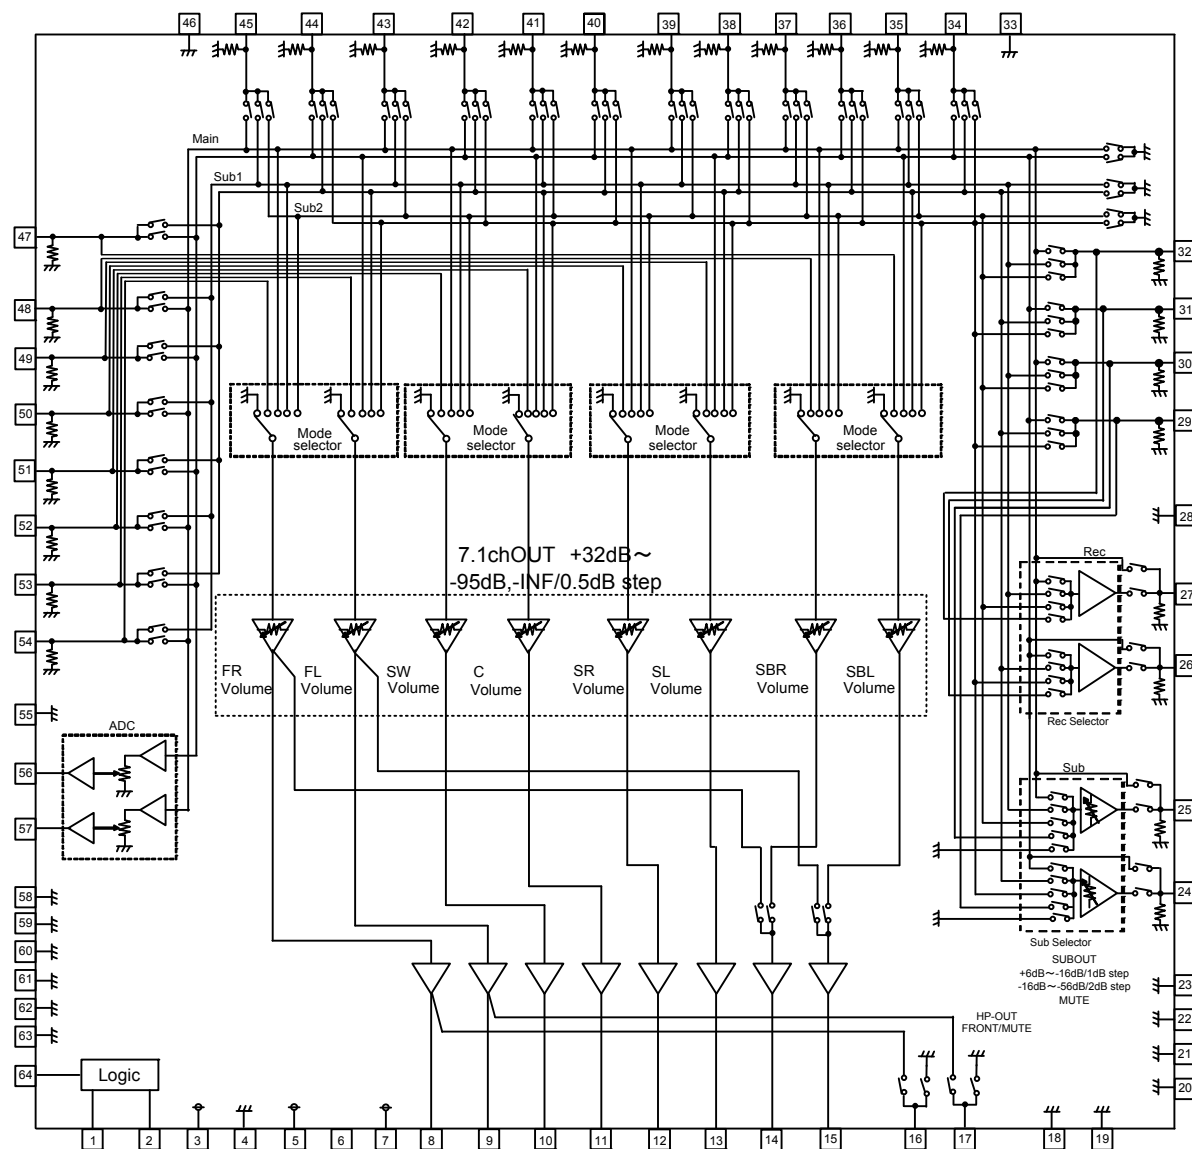 46 45 44 43 42 41 40 39 38 37 36 35 34 33
Main
Sub1
Sub2
47
32
48
31
49
30
50
29
Mode selector
Mode selector
Mode selector
Mode selector
51
52
28
7.1chOUT +32dB～
-95dB,-INF/0.5dB step
53
54
Rec
27
26
FR Volume
FL Volume
SW Volume
C Volume
SR Volume
SL Volume
SBR Volume
SBL Volume
Rec Selector
55
ADC
56
57
Sub
25
24
58
59
60
61
62
63
Sub Selector
SUBOUT
+6dB～-16dB/1dB step
-16dB～-56dB/2dB step
MUTE
23
22
21
20
HP-OUT
FRONT/MUTE
64
Logic
1 2 3 4 5 6 7 8 9 10 11 12 13 14 15 16 17 18 19